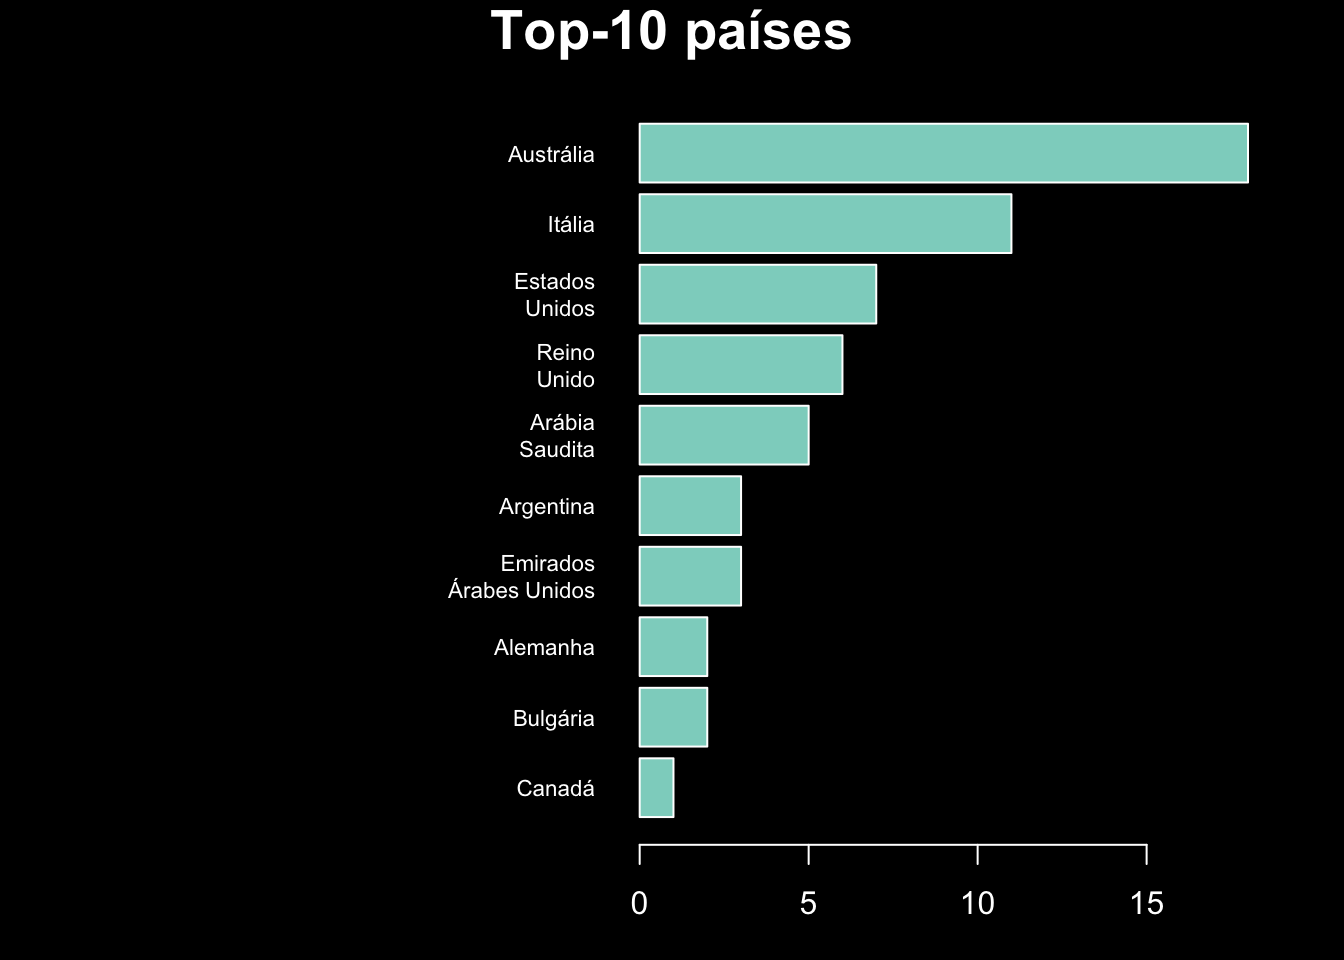 Top-10 países
Austrália
Itália
Estados
Unidos
Reino
Unido
Arábia
Saudita
Argentina
Emirados
Árabes Unidos
Alemanha
Bulgária
Canadá
0 5 10 15